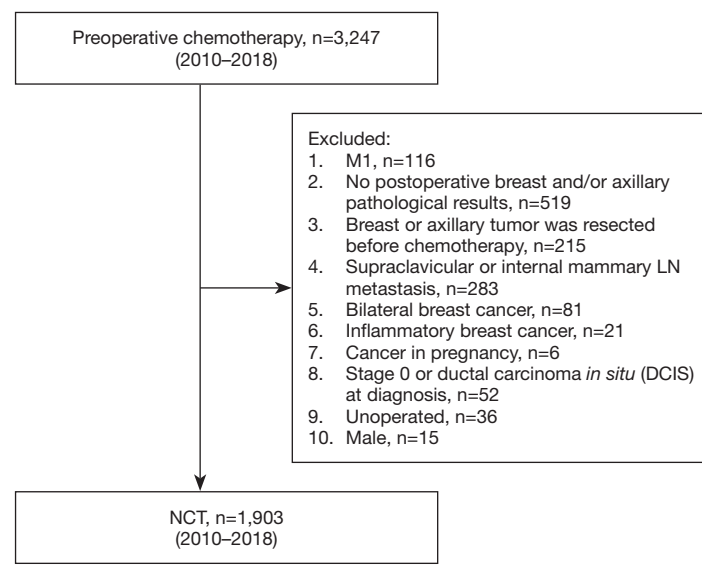 Preoperative chemotherapy, n=3,247
(2010–2018)
Excluded:
1. M1, n=116
2. No postoperative breast and/or axillary
pathological results, n=519
3. Breast or axillary tumor was resected
before chemotherapy, n=215
4. Supraclavicular or internal mammary LN
metastasis, n=283
5. Bilateral breast cancer, n=81
6. Inflammatory breast cancer, n=21
7. Cancer in pregnancy, n=6
8. Stage 0 or ductal carcinoma in situ (DCIS)
at diagnosis, n=52
9. Unoperated, n=36
10. Male, n=15
NCT, n=1,903
(2010–2018)